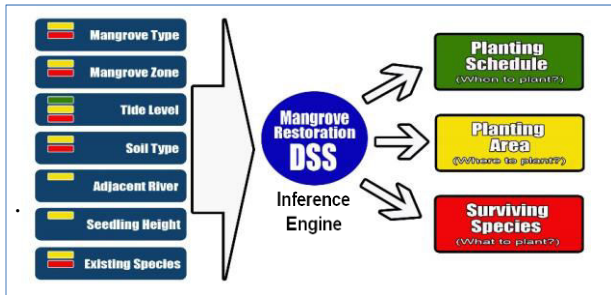 Mangrove Type
Mangrove Zone
Tide Level
Soil Type
Adjacent River
Seedling Height
Existing Species
Mangrove
Restoration
DSS
Inference
Engine
Planting
Schedule
(When to plant?)
Planting
Area
(Where to plant?)
Surviving
Species
(What to plant?)